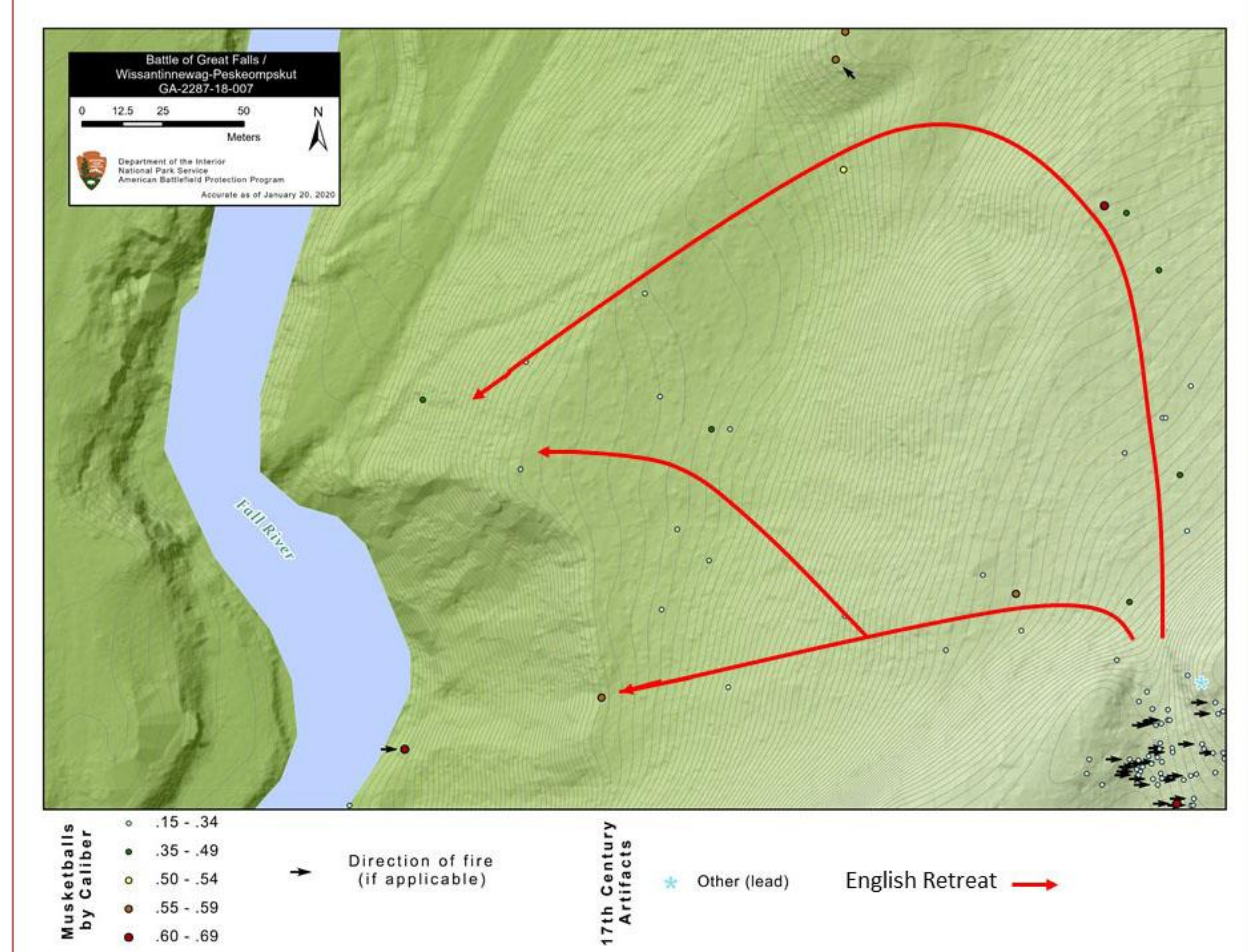 Battle of Great Falls /
Wissantinnewag-Peskeompskut
GA-2287-18-007
0 12.5 25 50
Meters
N
Department of the Interior
National Park Service
American Battlefield Protection Program
Accurate as of January 20, 2020
Fall River
Musketballs
by Caliber
.15 - .34
.35 - .49
.50 - .54
.55 - .59
.60 - .69
Direction of fire
(if applicable)
17th Century
Artifacts
Other (lead)
English Retreat